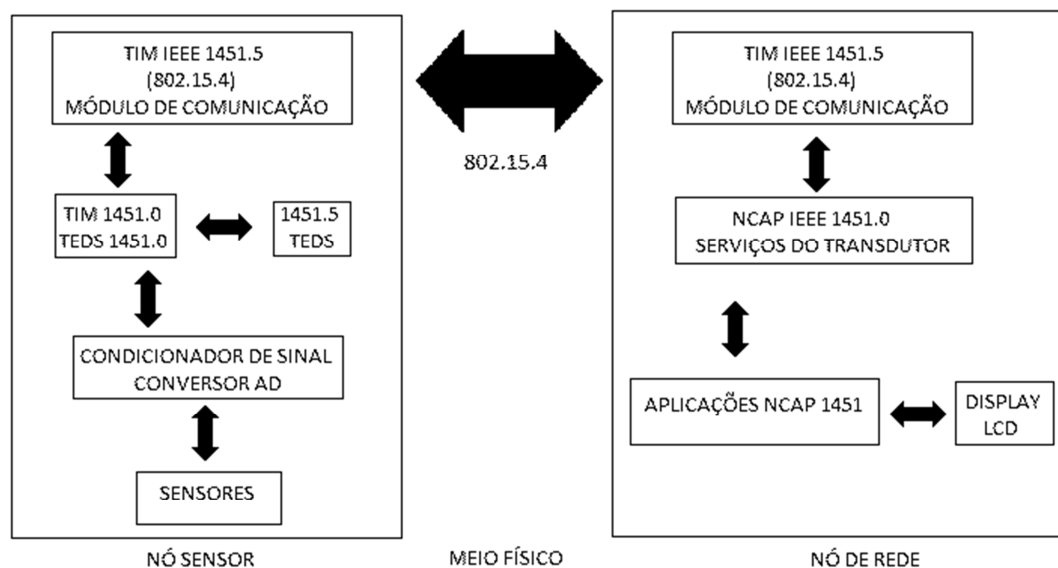 TIM IEEE 1451.5
(802.15.4)
MÓDULO DE COMUNICAÇÃO
TIM 1451.0
TEDS 1451.0
1451.5
TEDS
CONDICIONADOR DE SINAL
CONVERSOR AD
SENSORES
NÓ SENSOR
802.15.4
MEIO FÍSICO
TIM IEEE 1451.5
(802.15.4)
MÓDULO DE COMUNICAÇÃO
NCAP IEEE 1451.0
SERVIÇOS DO TRANSDUTOR
APLICAÇÕES NCAP 1451
DISPLAY
LCD
NÓ DE REDE